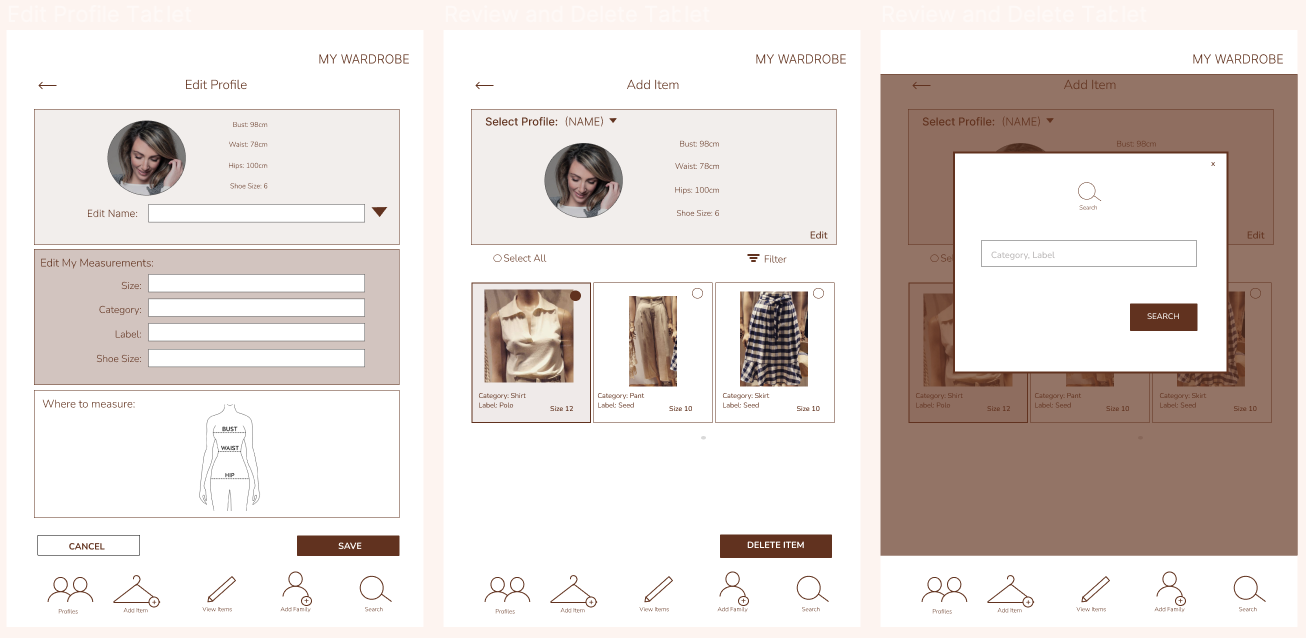 Edit Profile Tablet
MY WARDROBE
Edit Profile
Bust: 98cm
Waist: 78cm
Hips: 100cm
Shoe Size: 6
Edit Name:
Edit My Measurements:
Size:
Category:
Label:
Shoe Size:
Where to measure:
BUST
WAIST
HIP
CANCEL
SAVE
Profiles
Add Item
View Items
Add Family
Search
Review and Delete Tablet
MY WARDROBE
Add Item
Select Profile: (NAME)
Bust: 98cm
Waist: 78cm
Hips: 100cm
Shoe Size: 6
Edit
Select All
Filter
Category: Shirt
Label: Polo
Size 12
Category: Pant
Label: Seed
Size 10
Category: Skirt
Label: Seed
Size 10
DELETE ITEM
Profiles
Add Item
View Items
Add Family
Search
Review and Delete Tablet
MY WARDROBE
Add Item
Select Profile: (NAME)
Bust: 98cm
x
Search
Category, Label
SEARCH
Edit
Sel
Category: Shirt
Label: Polo
Size 12
Category: Pant
Label: Seed
Size 10
Category: Skirt
Label: Seed
Size 10
Profiles
Add Item
View Items
Add Family
Search